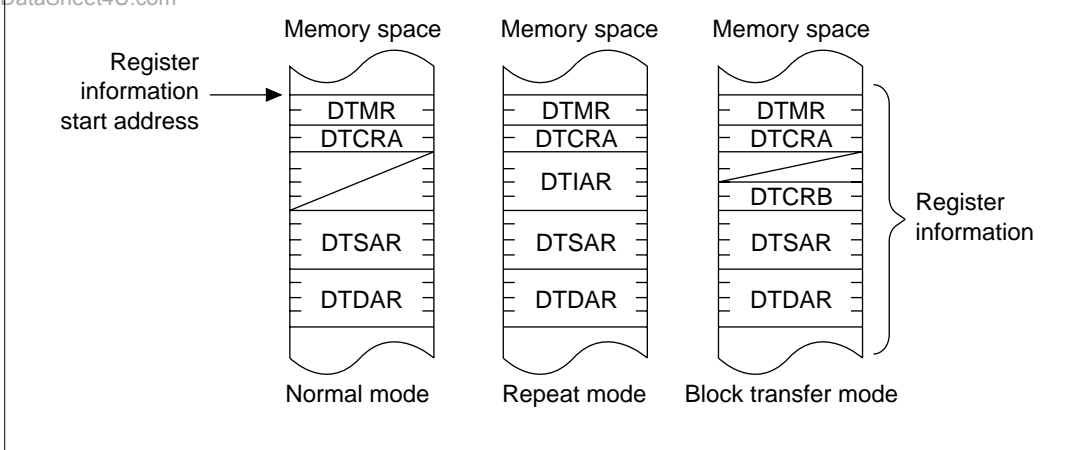 DataSheet4U.com
Memory space
Memory space
Memory space
Register
information
start address
DTMR
DTCRA
DTSAR
DTDAR
Normal mode
DTMR
DTCRA
DTIAR
DTSAR
DTDAR
Repeat mode
DTMR
DTCRA
DTCRB
DTSAR
DTDAR
Block transfer mode
Register
information